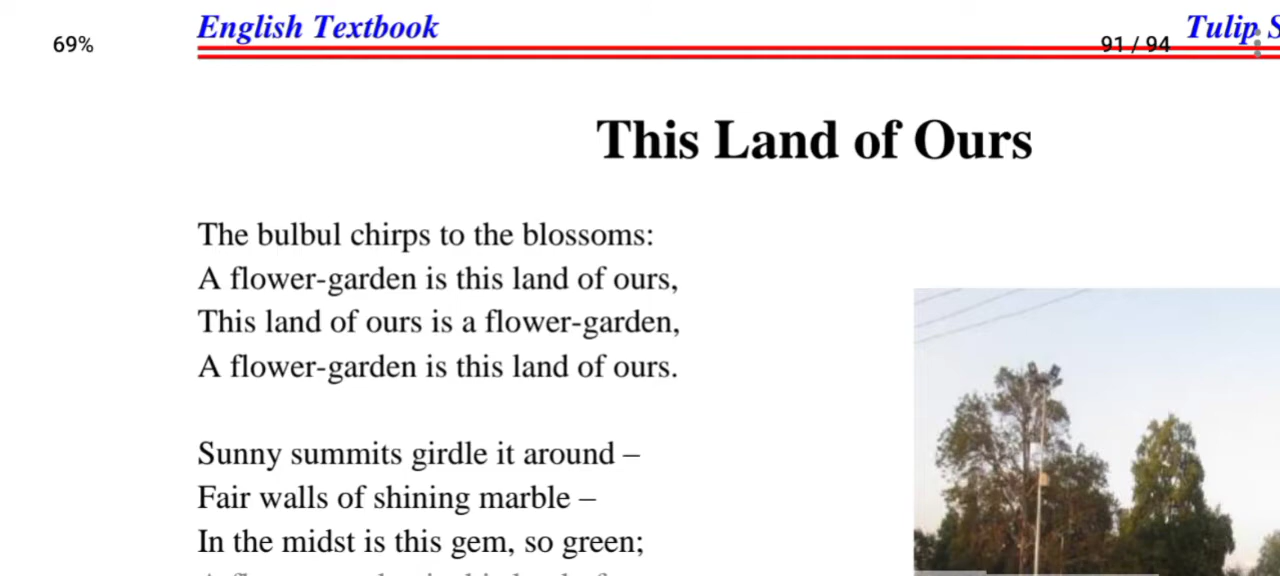 English Textbook
Tulip
69%
91 / 94
This Land of Ours
The bulbul chirps to the blossoms:
A flower-garden is this land of ours,
This land of ours is a flower-garden,
A flower-garden is this land of ours.
Sunny summits girdle it around –
Fair walls of shining marble –
In the midst is this gem, so green;